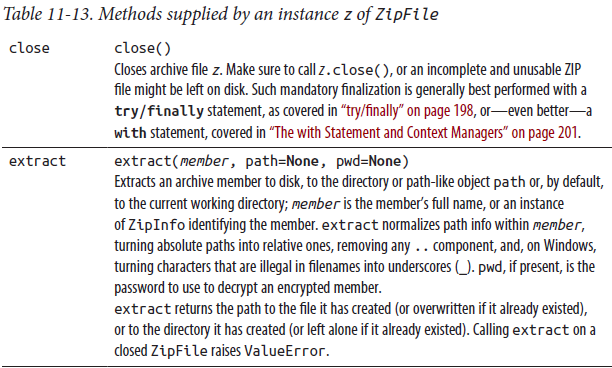 Table 11-13. Methods supplied by an instance z of ZipFile
close close()
Closes archive file z. Make sure to call z.close(), or an incomplete and unusable ZIP
file might be left on disk. Such mandatory finalization is generally best performed with a
try/finally statement, as covered in “try/finally” on page 198, or—even better—a
with statement, covered in “The with Statement and Context Managers” on page 201.
extract extract(member, path=None, pwd=None)
Extracts an archive member to disk, to the directory or path-like object path or, by default,
to the current working directory; member is the member’s full name, or an instance
of ZipInfo identifying the member. extract normalizes path info within member,
turning absolute paths into relative ones, removing any .. component, and, on Windows,
turning characters that are illegal in filenames into underscores (_). pwd, if present, is the
password to use to decrypt an encrypted member.
extract returns the path to the file it has created (or overwritten if it already existed),
or to the directory it has created (or left alone if it already existed). Calling extract on a
closed ZipFile raises ValueError.